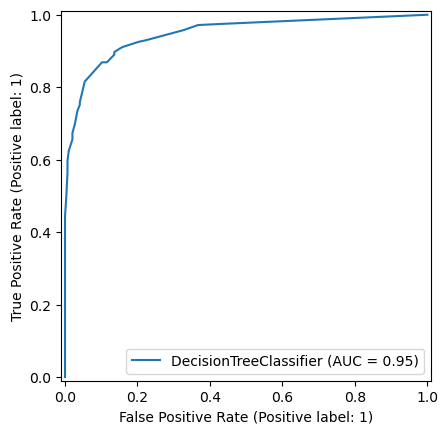 1.0
0.8
0.6
0.4
0.2
0.0
True Positive Rate (Positive label: 1)
DecisionTreeClassifier (AUC = 0.95)
0.0 0.2 0.4 0.6 0.8 1.0
False Positive Rate (Positive label: 1)